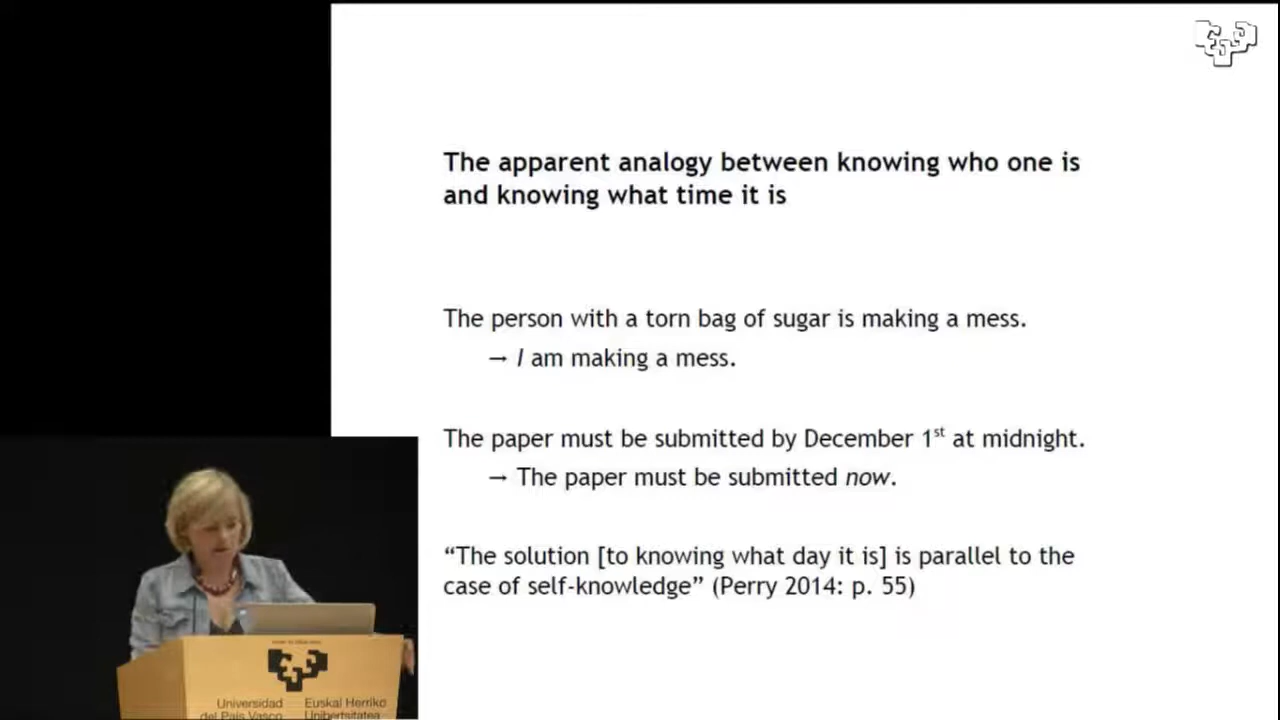 The apparent analogy between knowing who one is
and knowing what time it is
The person with a torn bag of sugar is making a mess.
→ I am making a mess.
The paper must be submitted by December 1st at midnight.
→ The paper must be submitted now.
“The solution [to knowing what day it is] is parallel to the
case of self-knowledge” (Perry 2014: p. 55)
Universidad Euskal Herriko
del País Vasco Unibertsitatea